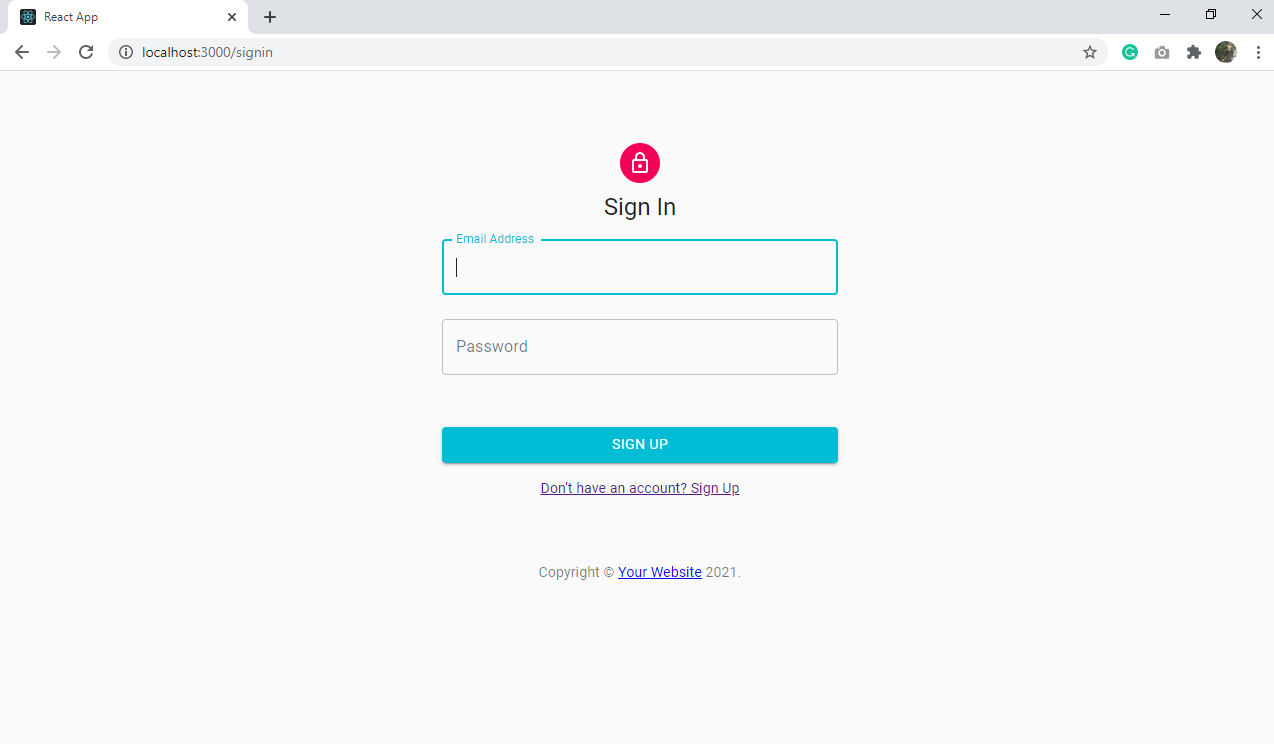 React App
localhost:3000/signin
Sign In
Email Address
Password
SIGN UP
Don't have an account? Sign Up
Copyright © Your Website 2021.